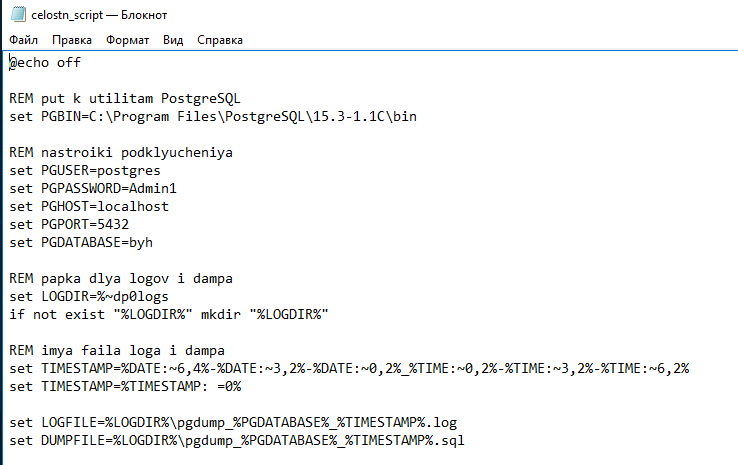 celostn_script — Блокнот
Файл Правка Формат Вид Справка
@echo off
REM put k utilitam PostgreSQL
set PGBIN=C:\Program Files\PostgreSQL\15.3-1.1C\bin
REM nastroiki podklyucheniya
set PGUSER=postgres
set PGPASSWORD=Admin1
set PGHOST=localhost
set PGPORT=5432
set PGDATABASE=byh
REM papka dlya logov i dampa
set LOGDIR=%~dp0logs
if not exist "%LOGDIR%" mkdir "%LOGDIR%"
REM imya faila loga i dampa
set TIMESTAMP=%DATE:~6,4%-%DATE:~3,2%-%DATE:~0,2%_%TIME:~0,2%-%TIME:~3,2%-%TIME:~6,2%
set TIMESTAMP=%TIMESTAMP: =0%
set LOGFILE=%LOGDIR%\pgdump_%PGDATABASE%_%TIMESTAMP%.log
set DUMPFILE=%LOGDIR%\pgdump_%PGDATABASE%_%TIMESTAMP%.sql